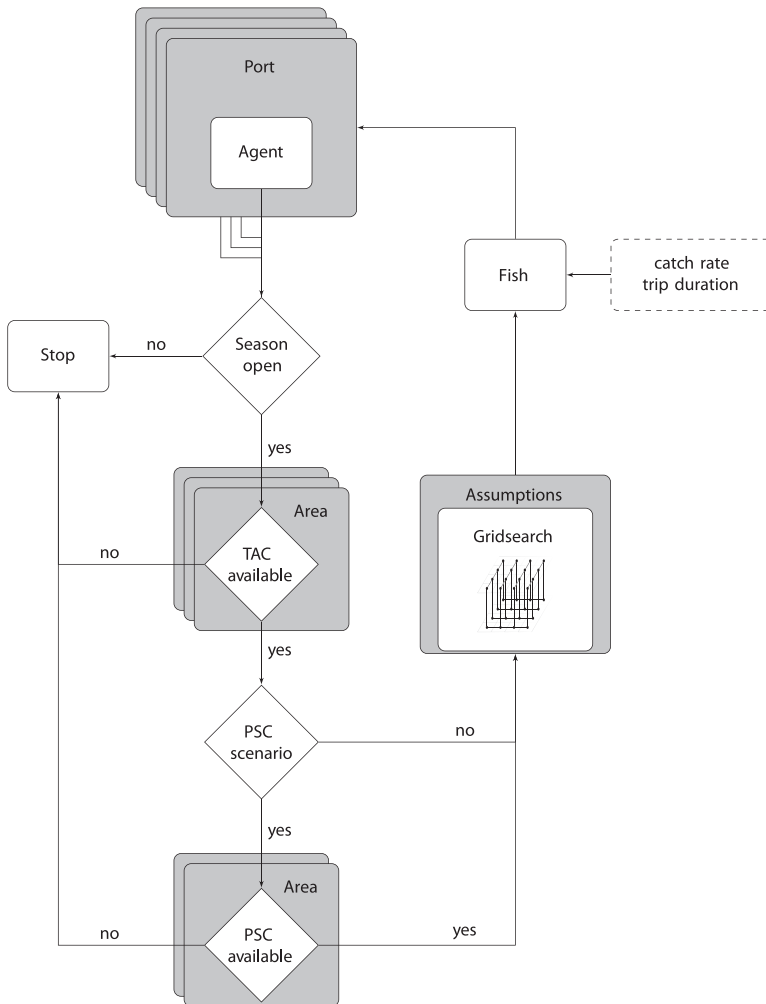 Port
Agent
catch rate
trip duration
Fish
Season
open
no
Stop
yes
Area
Assumptions
Gridsearch
TAC
available
no
yes
PSC
scenario
no
yes
Area
PSC
available
no
yes